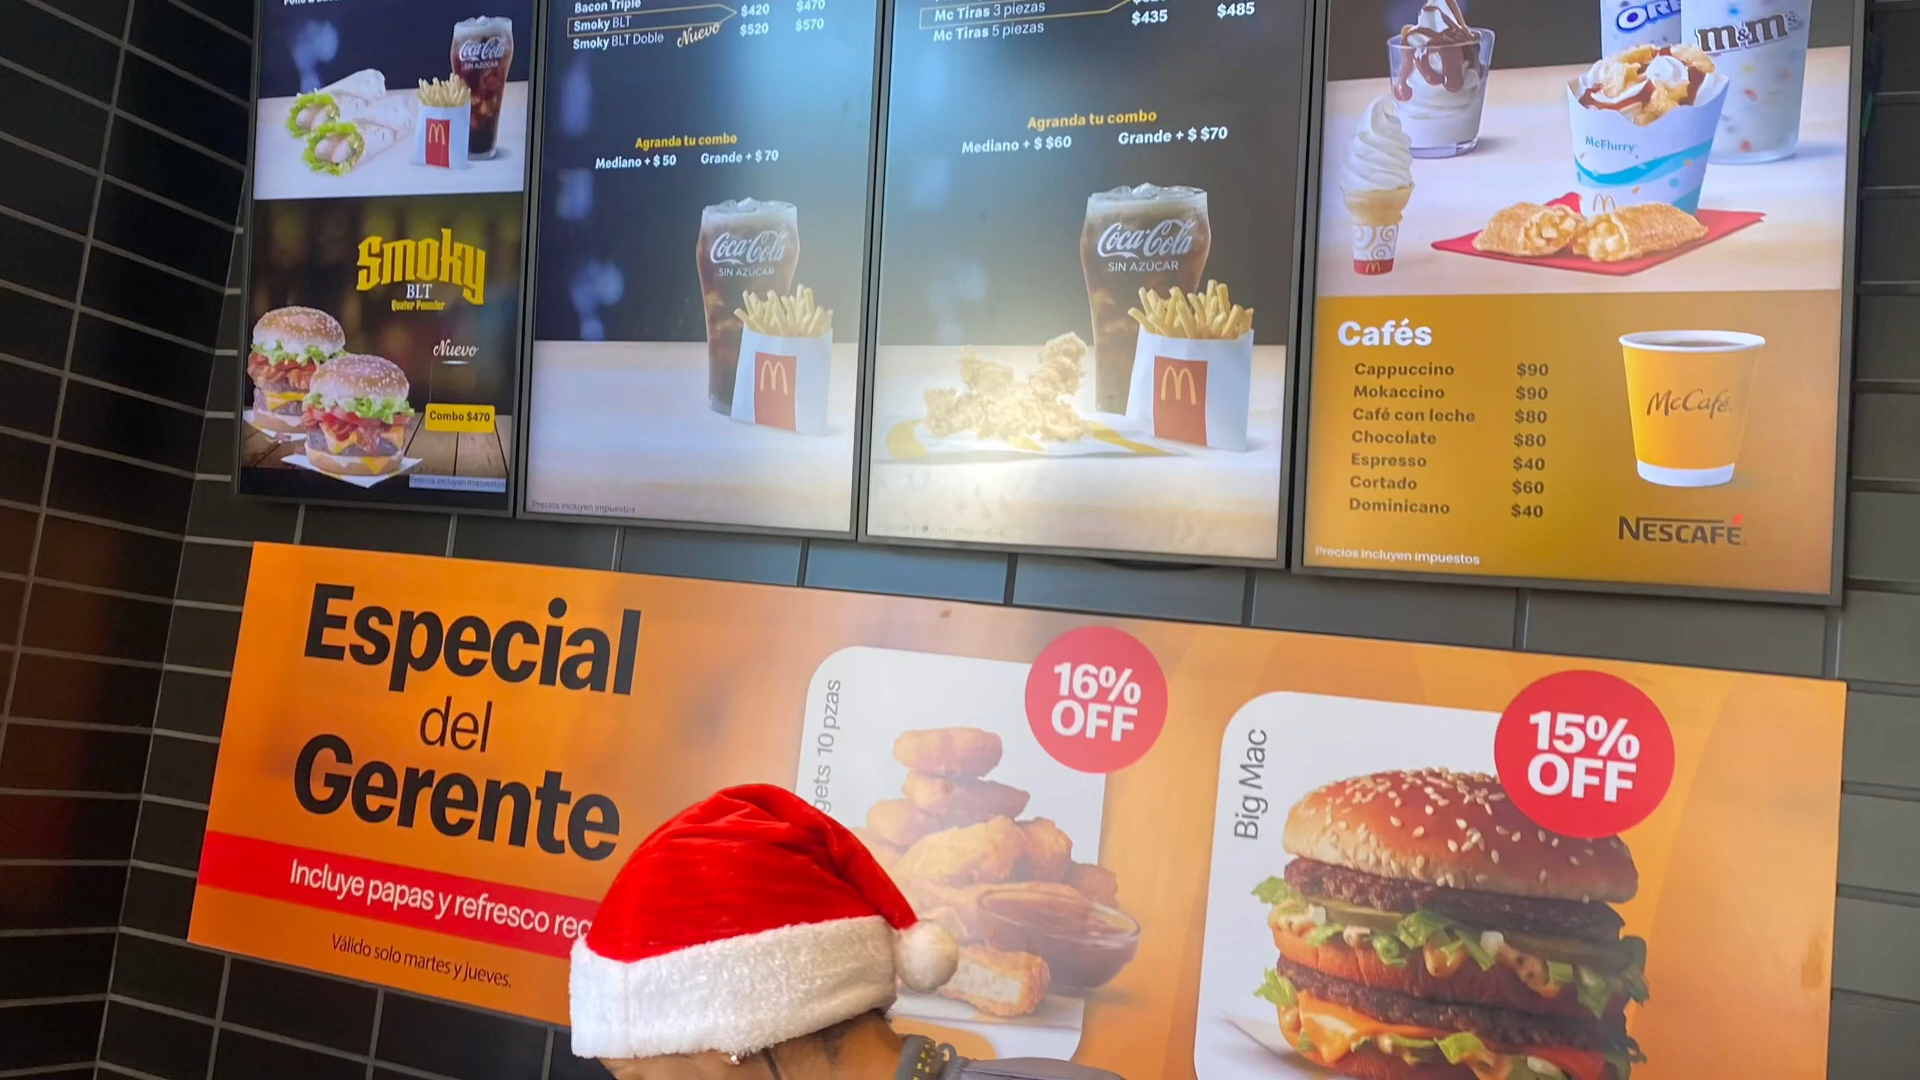 Coca-Cola
SIN AZÚCAR
Smoky
BLT
Quater Pounder
Nuevo
Combo $470
Precios incluyen impuestos
Bacon Triple
Smoky BLT $420 $470
Smoky BLT Doble Nuevo $520 $570
Agranda tu combo
Mediano + $ 50 Grande + $ 70
Coca-Cola
SIN AZÚCAR
Precios incluyen impuestos
Mc Tiras 3 piezas
Mc Tiras 5 piezas $435 $485
Agranda tu combo
Mediano + $ $60 Grande + $ $70
Coca-Cola
SIN AZÚCAR
m&m's
McFlurry
Cafés
Cappuccino $90
Mokaccino $90
Café con leche $80
Chocolate $80
Espresso $40
Cortado $60
Dominicano $40
McCafé
NESCAFÉ
Precios incluyen impuestos
Especial
del
Gerente
Incluye papas y refresco
Válido solo martes y jueves.
10 pzas
16%
OFF
Big Mac
15%
OFF